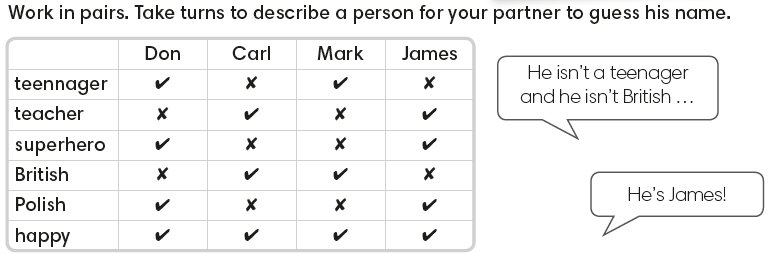 Work in pairs. Take turns to describe a person for your partner to guess his name.
Don Carl Mark James
teennager ✔ ✘ ✔ ✘
teacher ✘ ✔ ✘ ✔
superhero ✔ ✘ ✘ ✔
British ✘ ✔ ✔ ✘
Polish ✔ ✘ ✘ ✔
happy ✔ ✔ ✔ ✔
He isn't a teenager
and he isn't British ...
He's James!